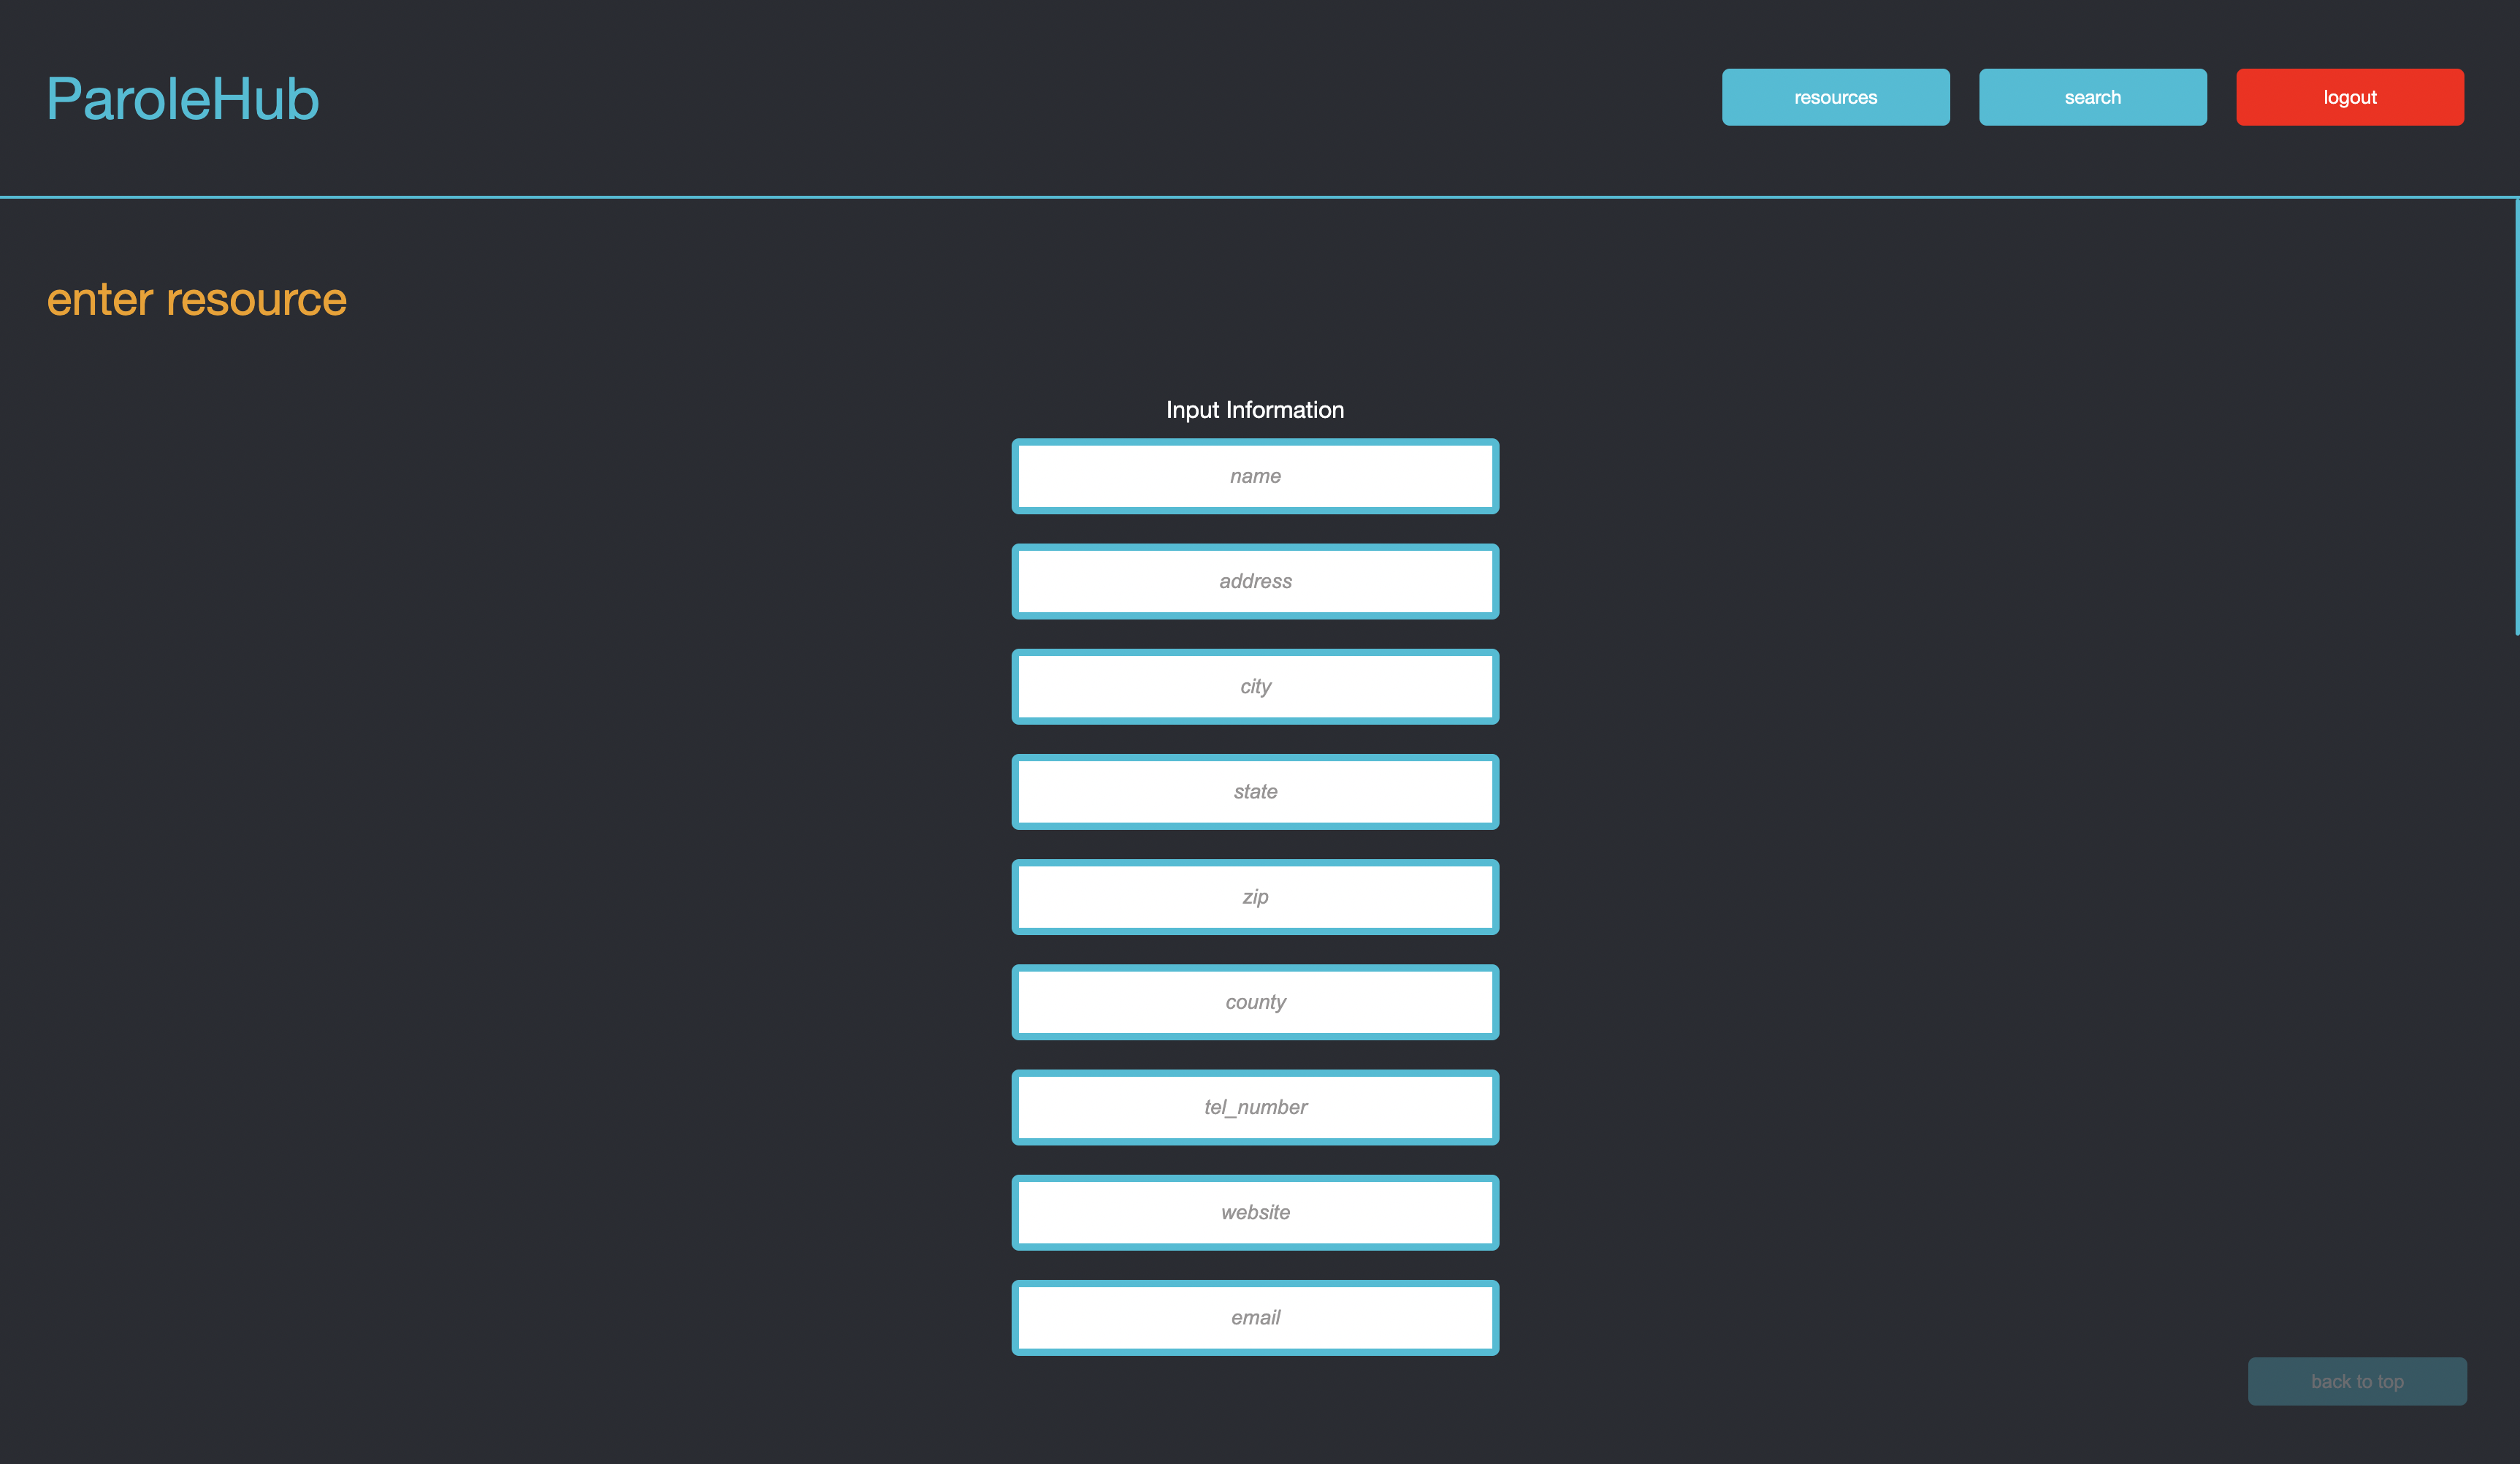 ParoleHub
resources
search
logout
enter resource
Input Information
name
address
city
state
zip
county
tel_number
website
email
back to top